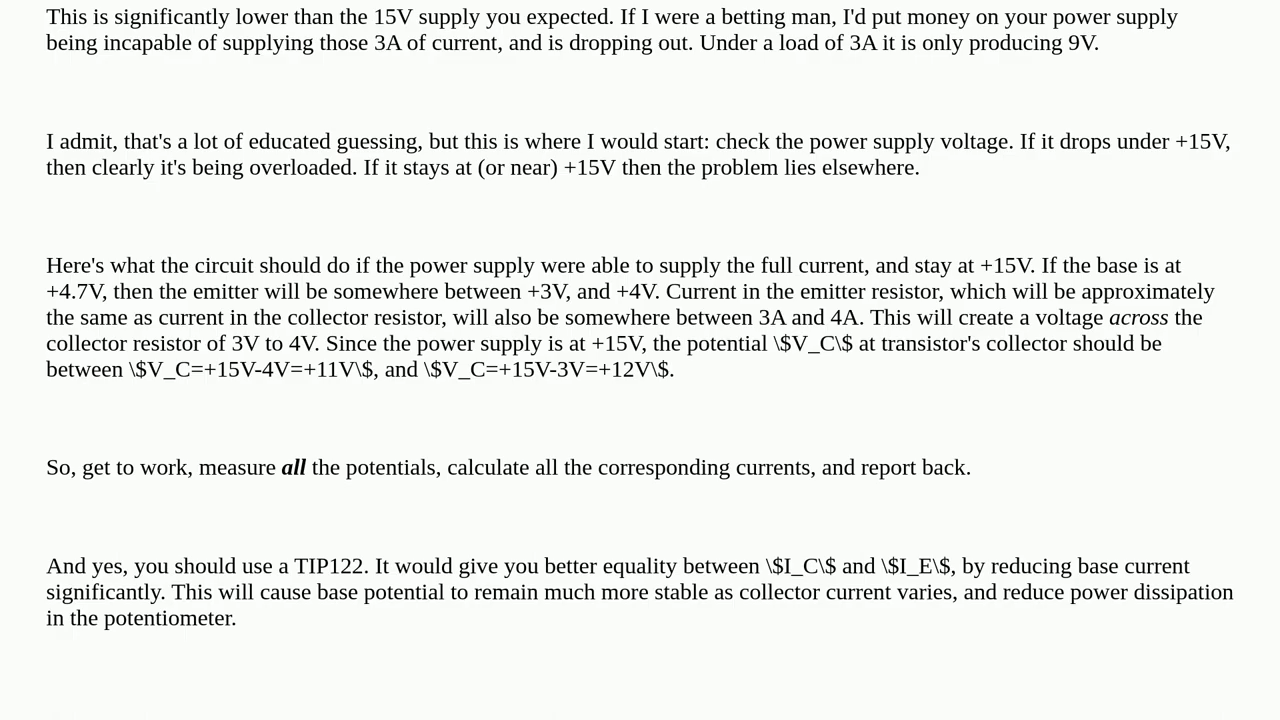 This is significantly lower than the 15V supply you expected. If I were a betting man, I'd put money on your power supply
being incapable of supplying those 3A of current, and is dropping out. Under a load of 3A it is only producing 9V.
I admit, that's a lot of educated guessing, but this is where I would start: check the power supply voltage. If it drops under +15V,
then clearly it's being overloaded. If it stays at (or near) +15V then the problem lies elsewhere.
Here's what the circuit should do if the power supply were able to supply the full current, and stay at +15V. If the base is at
+4.7V, then the emitter will be somewhere between +3V, and +4V. Current in the emitter resistor, which will be approximately
the same as current in the collector resistor, will also be somewhere between 3A and 4A. This will create a voltage across the
collector resistor of 3V to 4V. Since the power supply is at +15V, the potential \$V_C\$ at transistor's collector should be
between \$V_C=+15V-4V=+11V\$, and \$V_C=+15V-3V=+12V\$.
So, get to work, measure all the potentials, calculate all the corresponding currents, and report back.
And yes, you should use a TIP122. It would give you better equality between \$I_C\$ and \$I_E\$, by reducing base current
significantly. This will cause base potential to remain much more stable as collector current varies, and reduce power dissipation
in the potentiometer.